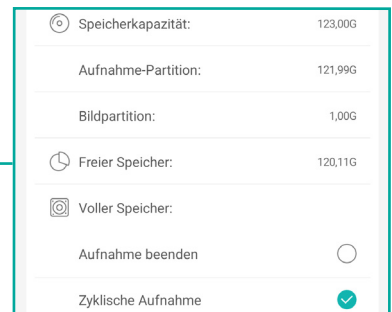 Speicherkapazität: 123,00G
Aufnahme-Partition: 121,99G
Bildpartition: 1,00G
Freier Speicher: 120,11G
Voller Speicher:
Aufnahme beenden
Zyklische Aufnahme